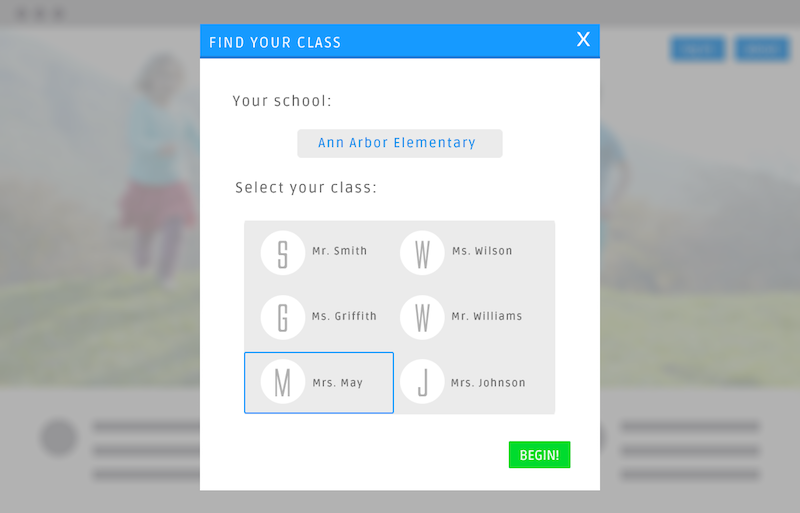 FIND YOUR CLASS X
Your school:
Ann Arbor Elementary
Select your class:
S Mr. Smith W Ms. Wilson
G Ms. Griffith W Mr. Williams
M Mrs. May J Mrs. Johnson
BEGIN!